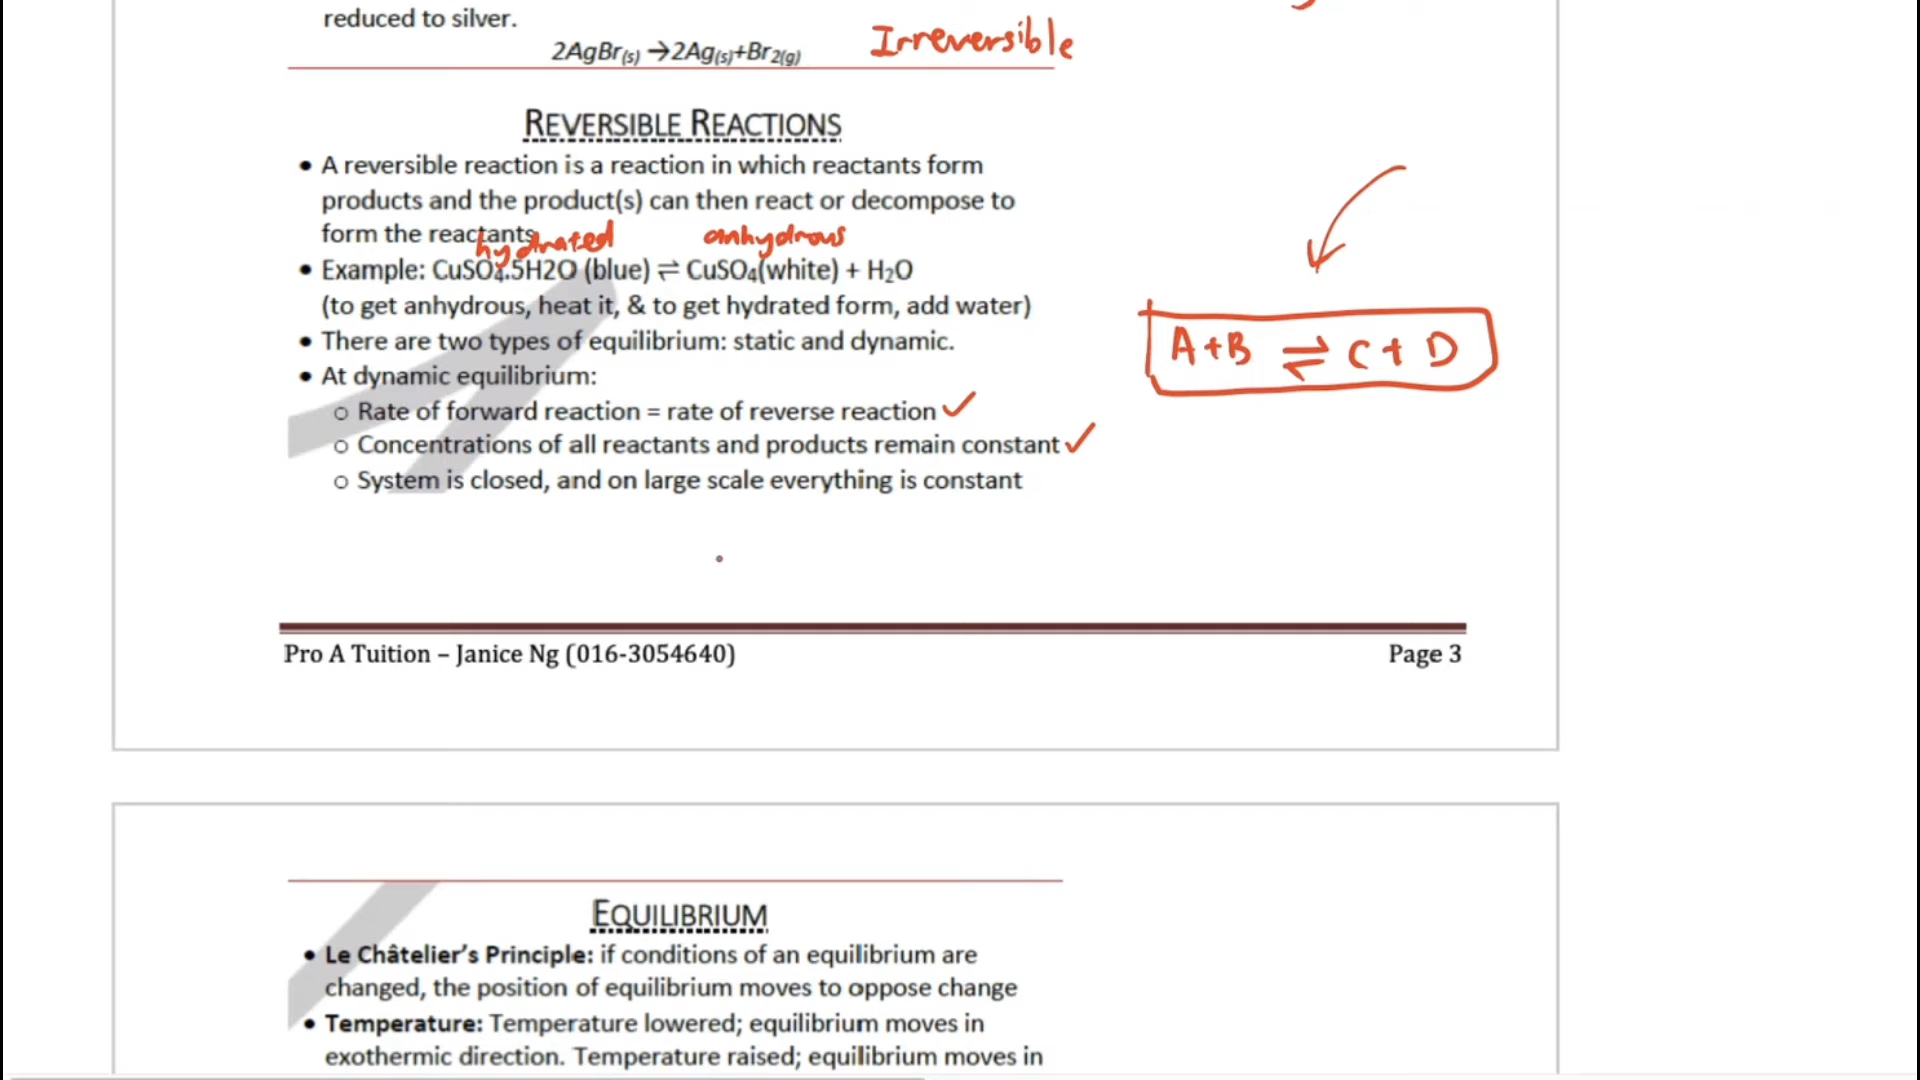 reduced to silver.
2AgBr(s) →2Ag(s)+Br2(g)
Irreversible
REVERSIBLE REACTIONS
• A reversible reaction is a reaction in which reactants form
products and the product(s) can then react or decompose to
form the reactants
hydrated anhydrous
• Example: CuSO4.5H2O (blue) ⇌ CuSO4(white) + H2O
(to get anhydrous, heat it, & to get hydrated form, add water)
A+B ⇌ C+ D
• There are two types of equilibrium: static and dynamic.
• At dynamic equilibrium:
o Rate of forward reaction = rate of reverse reaction ✓
o Concentrations of all reactants and products remain constant ✓
o System is closed, and on large scale everything is constant
Pro A Tuition – Janice Ng (016-3054640) Page 3
EQUILIBRIUM
• Le Châtelier’s Principle: if conditions of an equilibrium are
changed, the position of equilibrium moves to oppose change
• Temperature: Temperature lowered; equilibrium moves in
exothermic direction. Temperature raised; equilibrium moves in